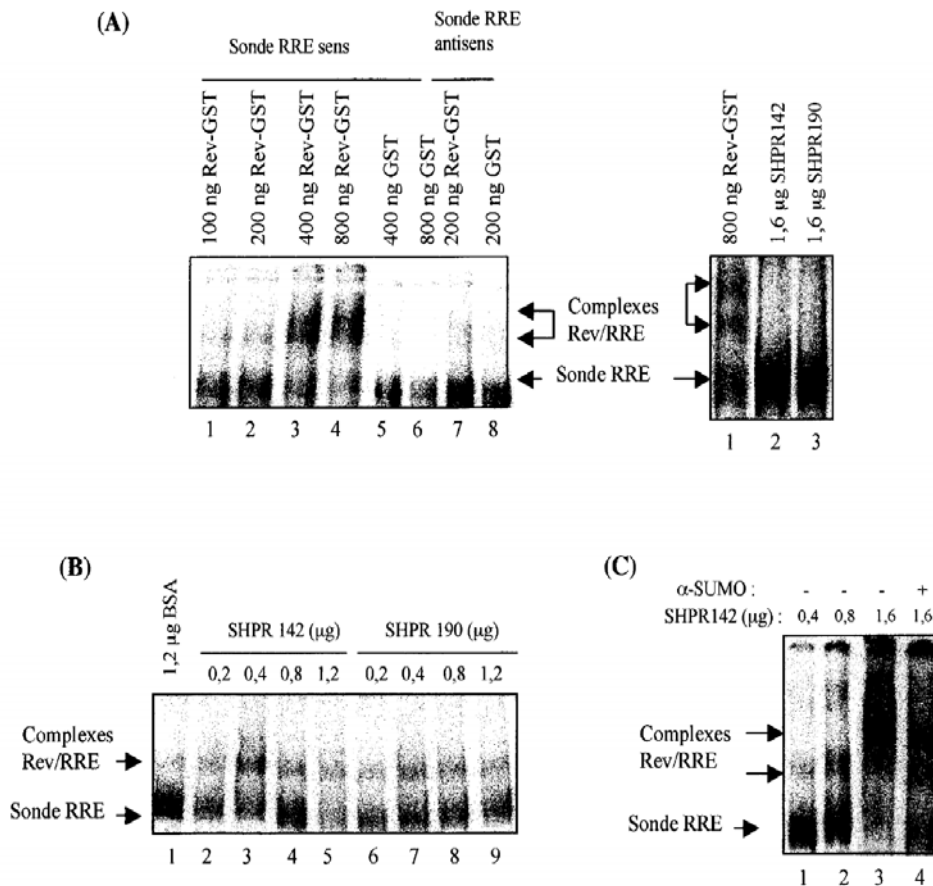 (A)
Sonde RRE sens
Sonde RRE
antisens
100 ng Rev-GST
200 ng Rev-GST
400 ng Rev-GST
800 ng Rev-GST
400 ng GST
800 ng GST
200 ng Rev-GST
200 ng GST
800 ng Rev-GST
1,6 µg SHPR142
1,6 µg SHPR190
Complexes
Rev/RRE
Sonde RRE
1 2 3 4 5 6 7 8
1 2 3
(B)
1,2 µg BSA
SHPR 142 (µg)
SHPR 190 (µg)
0,2 0,4 0,8 1,2 0,2 0,4 0,8 1,2
Complexes
Rev/RRE
Sonde RRE
1 2 3 4 5 6 7 8 9
(C)
α-SUMO : - - - +
SHPR142 (µg) : 0,4 0,8 1,6 1,6
Complexes
Rev/RRE
Sonde RRE
1 2 3 4